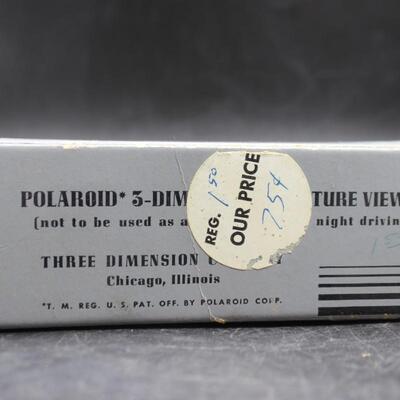 POLAROID* 3-DIM TURE VIEW
(not to be used as a night drivin
THREE DIMENSION
Chicago, Illinois
*T. M. REG. U. S. PAT. OFF. BY POLAROID CORP.
REG. 1 50
OUR PRICE
75¢